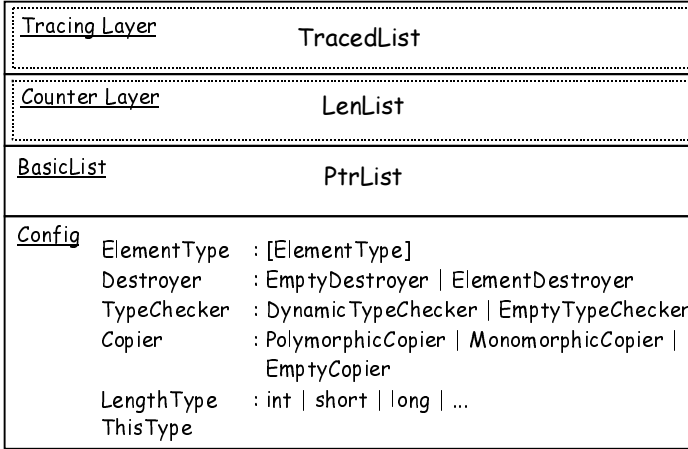 Tracing Layer
TracedList
Counter Layer
LenList
BasicList
PtrList
Config
ElementType : [ElementType]
Destroyer : EmptyDestroyer | ElementDestroyer
TypeChecker : DynamicTypeChecker | EmptyTypeChecker
Copier : PolymorphicCopier | MonomorphicCopier |
EmptyCopier
LengthType : int | short | long | ...
ThisType